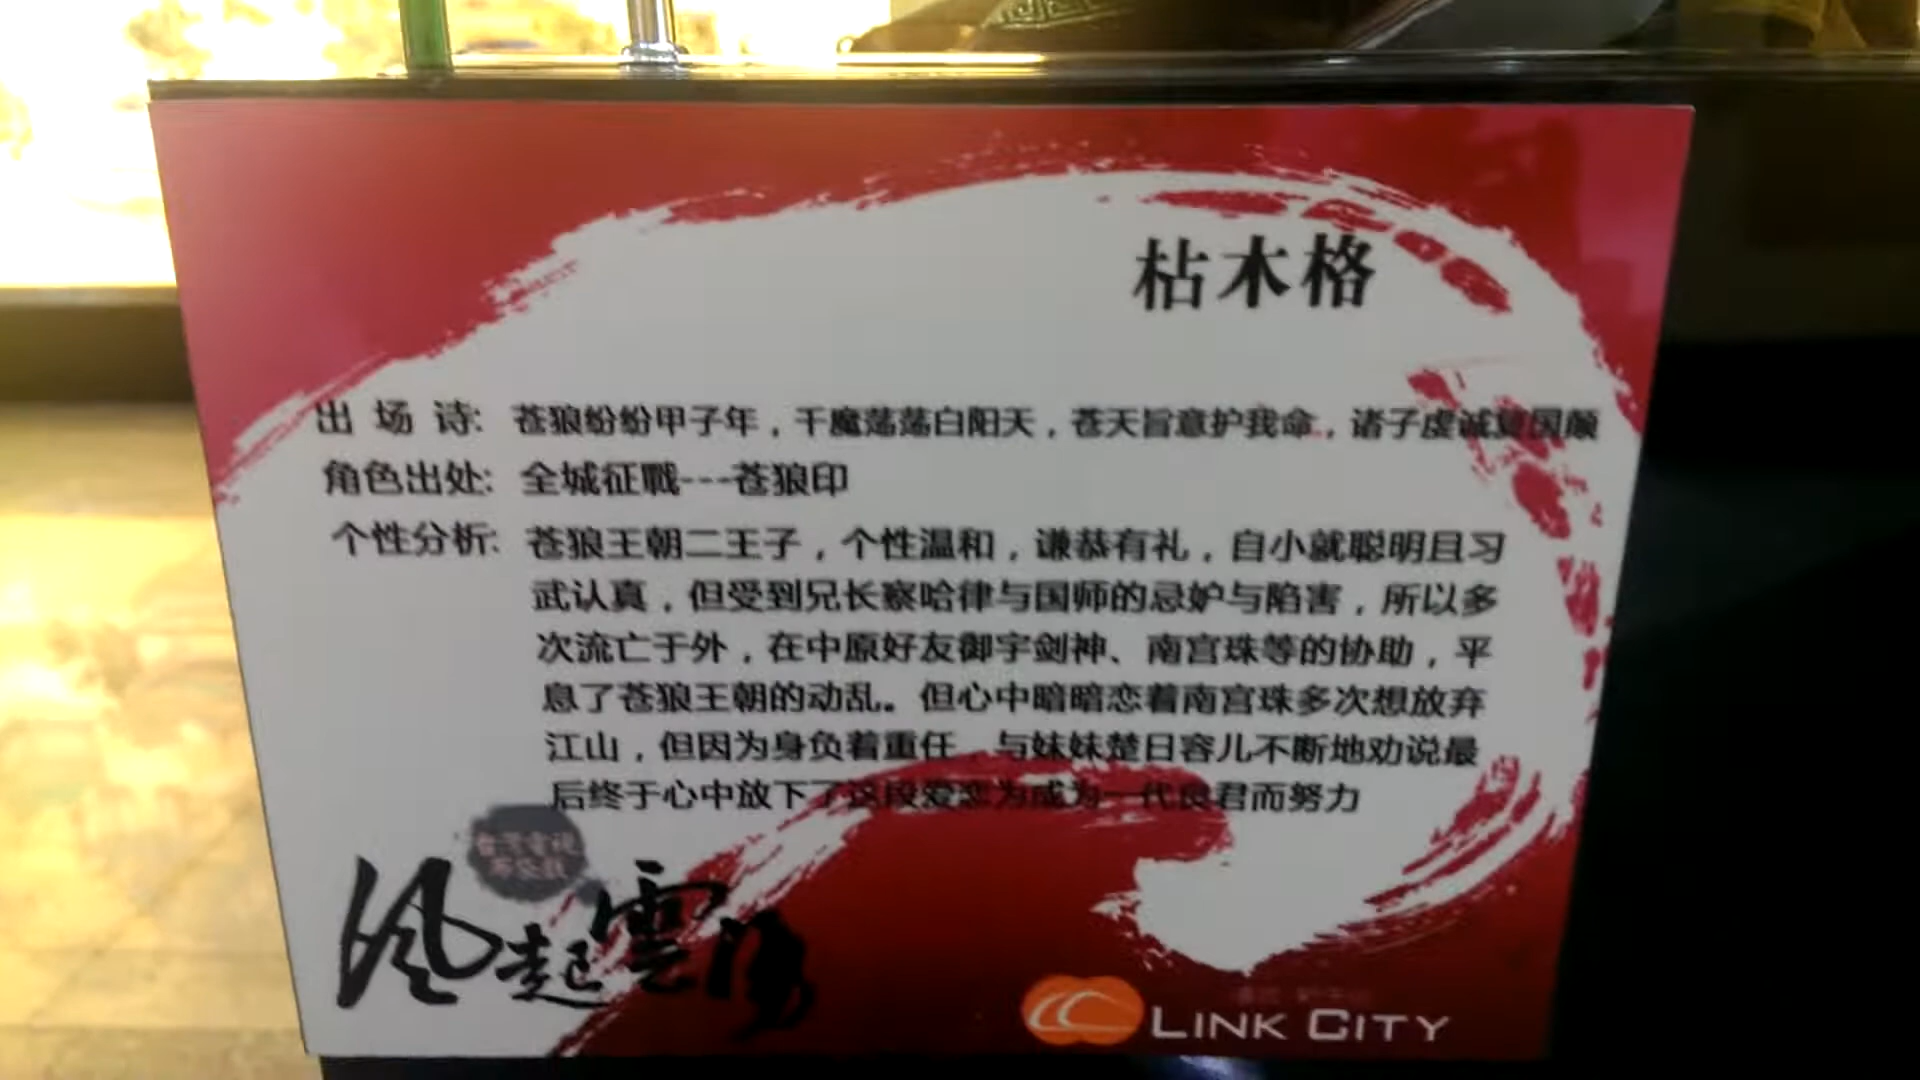 枯木格
出 场 诗: 苍狼纷纷甲子年，干魔荡荡白阳天，苍天旨意护我命，诸子虔诚复国颠
角色出处: 全城征戰---苍狼印
个性分析: 苍狼王朝二王子，个性温和，谦恭有礼，自小就聪明且习
武认真，但受到兄长察哈律与国师的忌妒与陷害，所以多
次流亡于外，在中原好友御宇剑神、南宫珠等的协助，平
息了苍狼王朝的动乱。但心中暗暗恋着南宫珠多次想放弃
江山，但因为身负着重任，与妹妹楚日容儿不断地劝说最
后终于心中放下了这段爱恋为成为一代良君而努力
風起雲湧
LINK CITY